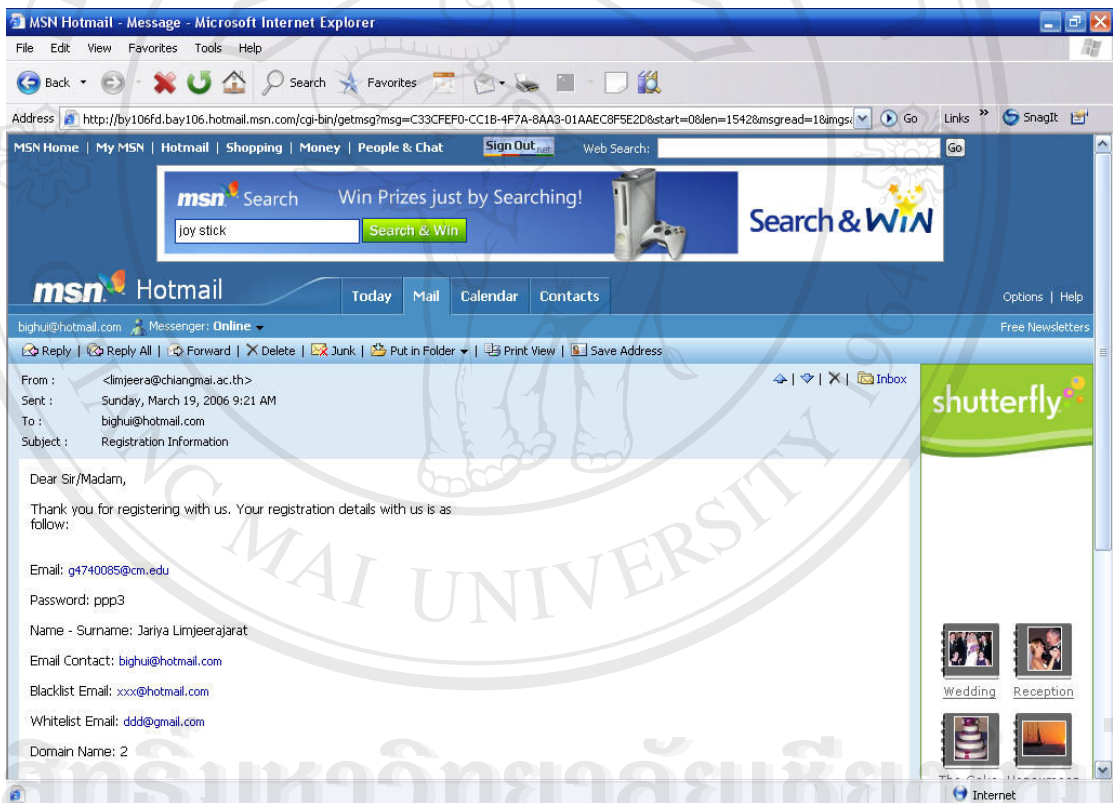 MSN Hotmail - Message - Microsoft Internet Explorer
File Edit View Favorites Tools Help
Back Search Favorites
Address http://by106fd.bay106.hotmail.msn.com/cgi-bin/getmsg?msg=C33CFEF0-CC1B-4F7A-8AA3-01AAEC8F5E2D&start=0&len=1542&msgread=1&imgsa Go Links » SnagIt
MSN Home | My MSN | Hotmail | Shopping | Money | People & Chat Sign Out .net Web Search: Go
msn Search Win Prizes just by Searching!
joy stick Search & Win
Search & WiN
msn Hotmail Today Mail Calendar Contacts Options | Help
bighui@hotmail.com Messenger: Online Free Newsletters
Reply | Reply All | Forward | Delete | Junk | Put in Folder | Print View | Save Address
From : <limjeera@chiangmai.ac.th> | | X | Inbox
Sent : Sunday, March 19, 2006 9:21 AM
To : bighui@hotmail.com
Subject : Registration Information
shutterfly
Dear Sir/Madam,
Thank you for registering with us. Your registration details with us is as
follow:
Email: g4740085@cm.edu
Password: ppp3
Name - Surname: Jariya Limjeerajarat
Email Contact: bighui@hotmail.com
Blacklist Email: xxx@hotmail.com
Whitelist Email: ddd@gmail.com
Domain Name: 2
Wedding Reception
The Cake Honeymoon
Internet
MAI UNIVERSITY 1964